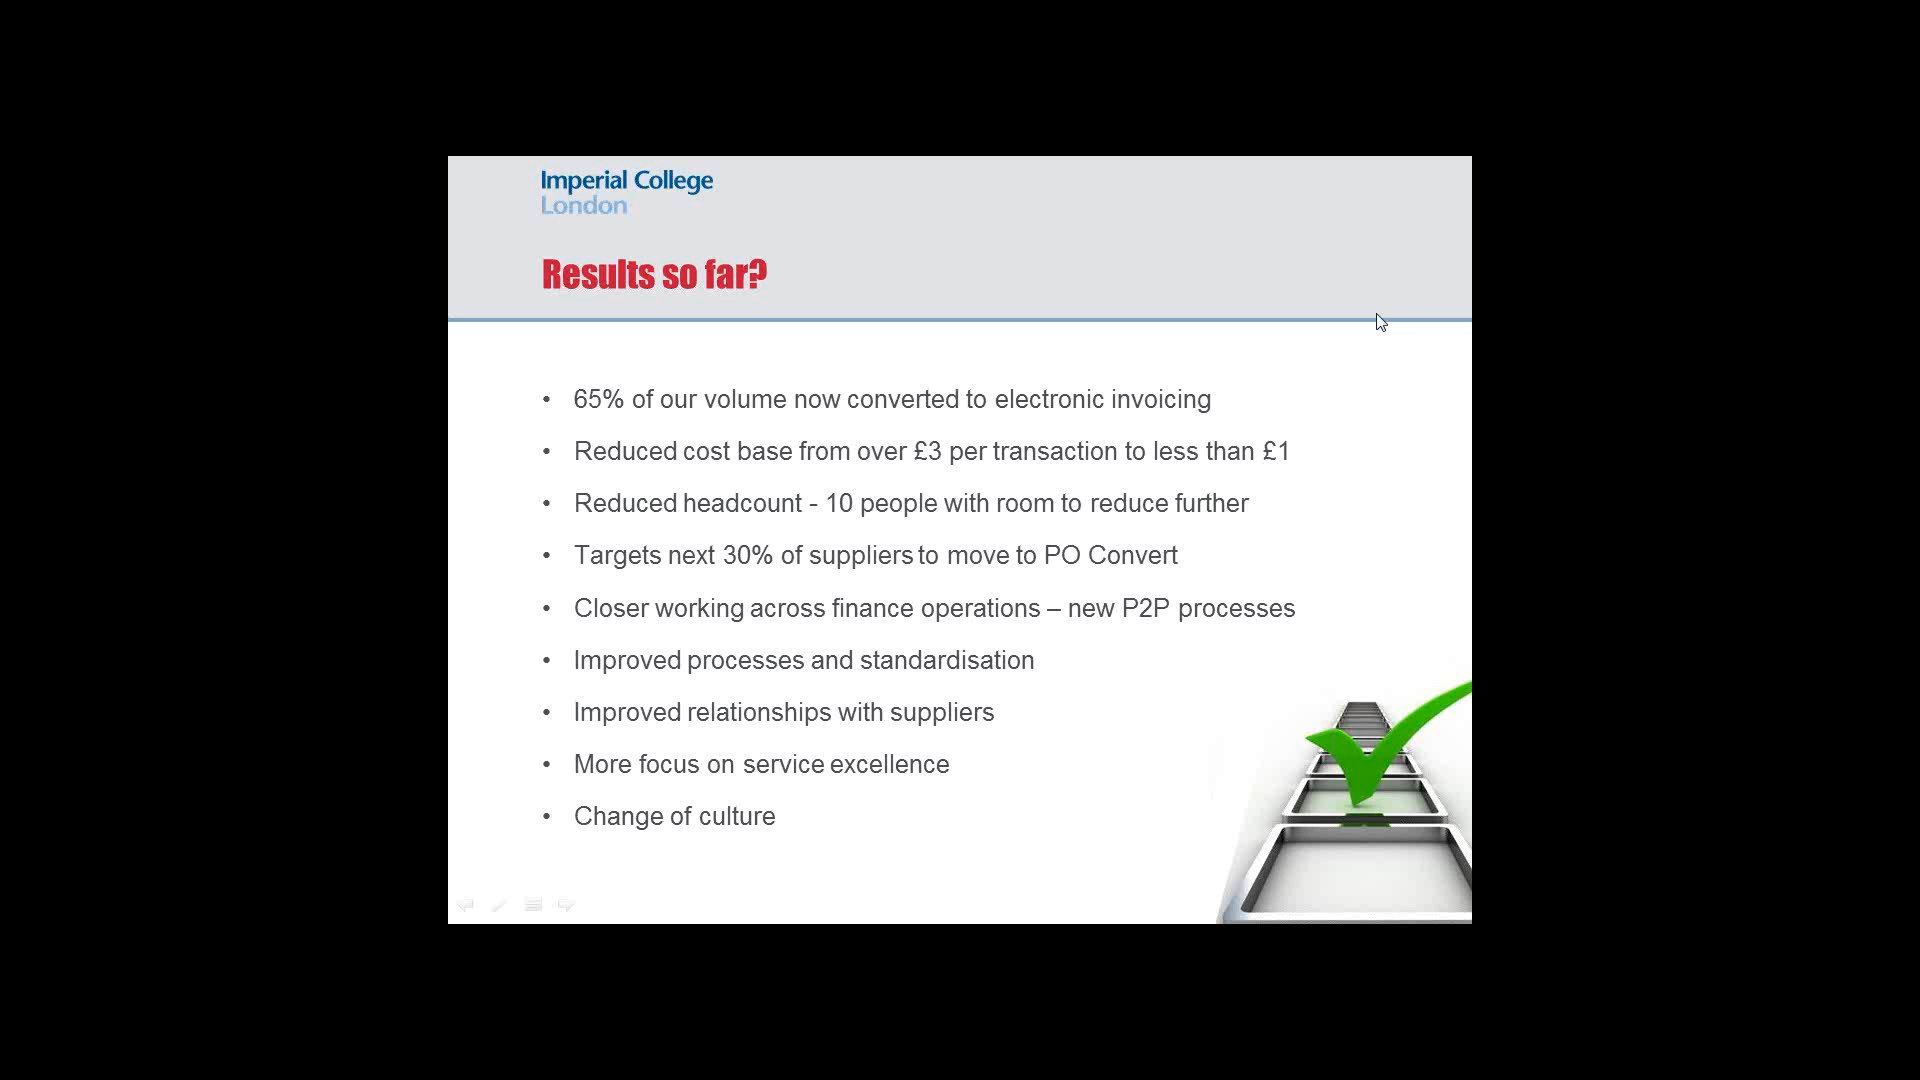 Imperial College
London
Results so far?
• 65% of our volume now converted to electronic invoicing
• Reduced cost base from over £3 per transaction to less than £1
• Reduced headcount - 10 people with room to reduce further
• Targets next 30% of suppliers to move to PO Convert
• Closer working across finance operations – new P2P processes
• Improved processes and standardisation
• Improved relationships with suppliers
• More focus on service excellence
• Change of culture